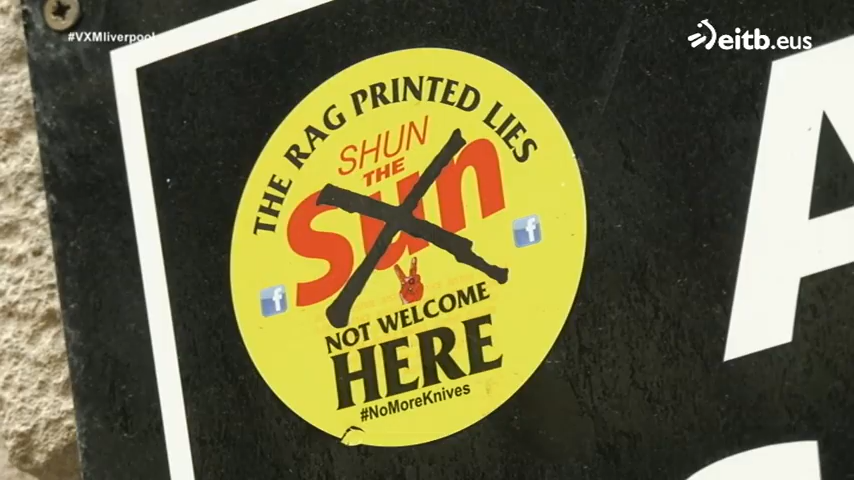 #VXMliverpool
eitb.eus
THE RAG PRINTED LIES
SHUN
THE
Sun
f
f
NOT WELCOME
HERE
#NoMoreKnives
A